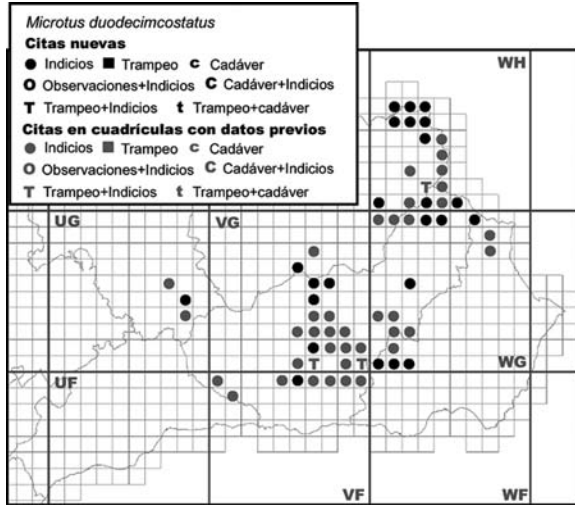 Microtus duodecimcostatus
Citas nuevas
Indicios Trampeo c Cadáver
O Observaciones+Indicios C Cadáver+Indicios
T Trampeo+Indicios t Trampeo+cadáver
Citas en cuadrículas con datos previos
Indicios Trampeo c Cadáver
O Observaciones+Indicios C Cadáver+Indicios
T Trampeo+Indicios t Trampeo+cadáver
WH
T
UG VG
T T
UF WG
VF WF